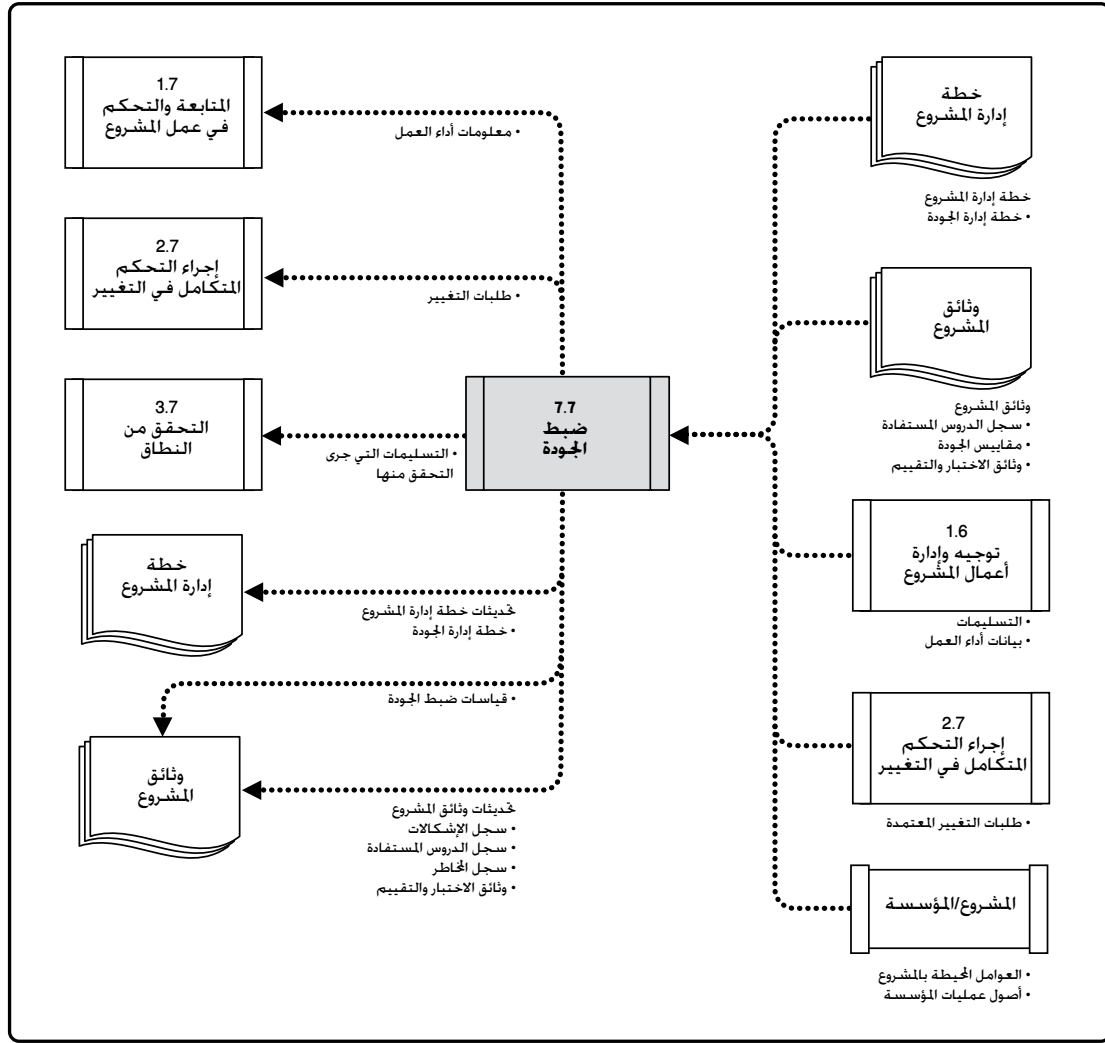 خطة
إدارة المشروع
خطة إدارة المشروع
• خطة إدارة الجودة
وثائق
المشروع
وثائق المشروع
• سجل الدروس المستفادة
• مقاييس الجودة
• وثائق الاختبار والتقييم
1.6
توجيه وإدارة
أعمال المشروع
• التسليمات
• بيانات أداء العمل
2.7
إجراء التحكم
المتكامل في التغيير
• طلبات التغيير المعتمدة
المشروع/المؤسسة
• العوامل المحيطة بالمشروع
• أصول عمليات المؤسسة
7.7
ضبط
الجودة
1.7
المتابعة والتحكم
في عمل المشروع
• معلومات أداء العمل
2.7
إجراء التحكم
المتكامل في التغيير
• طلبات التغيير
3.7
التحقق من
النطاق
• التسليمات التي جرى
التحقق منها
خطة
إدارة المشروع
تحديثات خطة إدارة المشروع
• خطة إدارة الجودة
• قياسات ضبط الجودة
وثائق
المشروع
تحديثات وثائق المشروع
• سجل الإشكالات
• سجل الدروس المستفادة
• سجل المخاطر
• وثائق الاختبار والتقييم